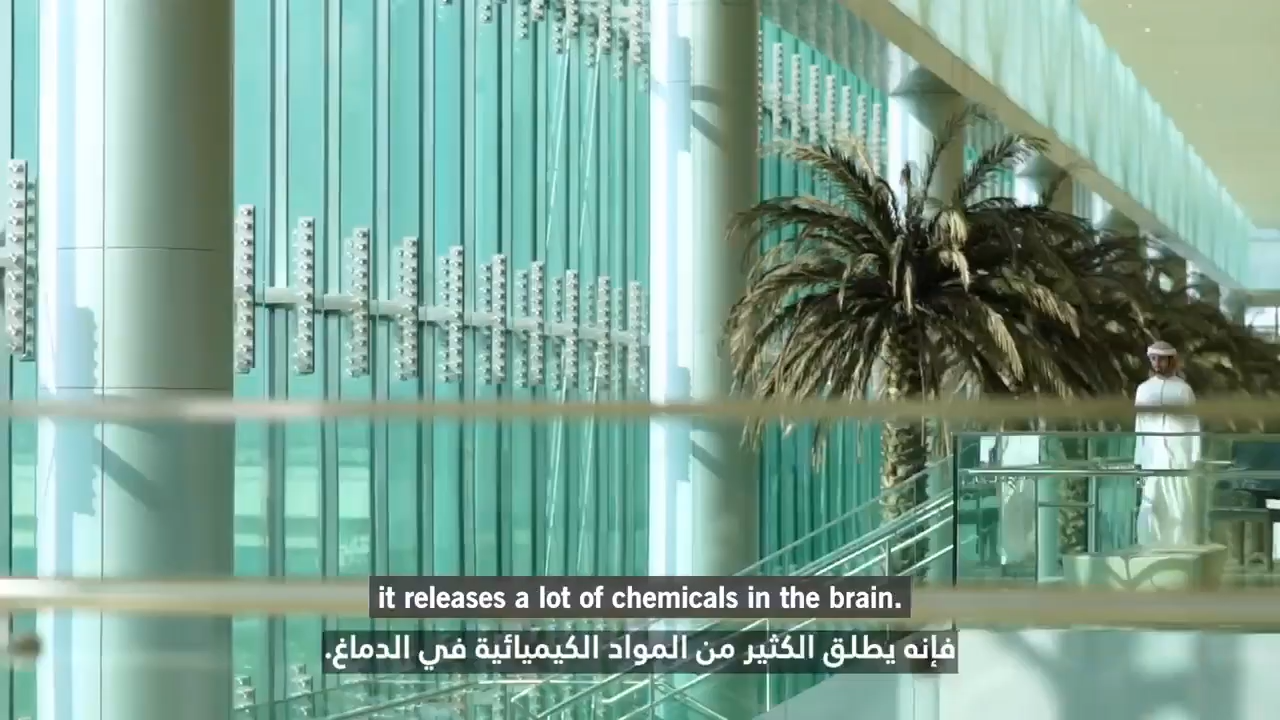 it releases a lot of chemicals in the brain.
فإنه يطلق الكثير من المواد الكيميائية في الدماغ.